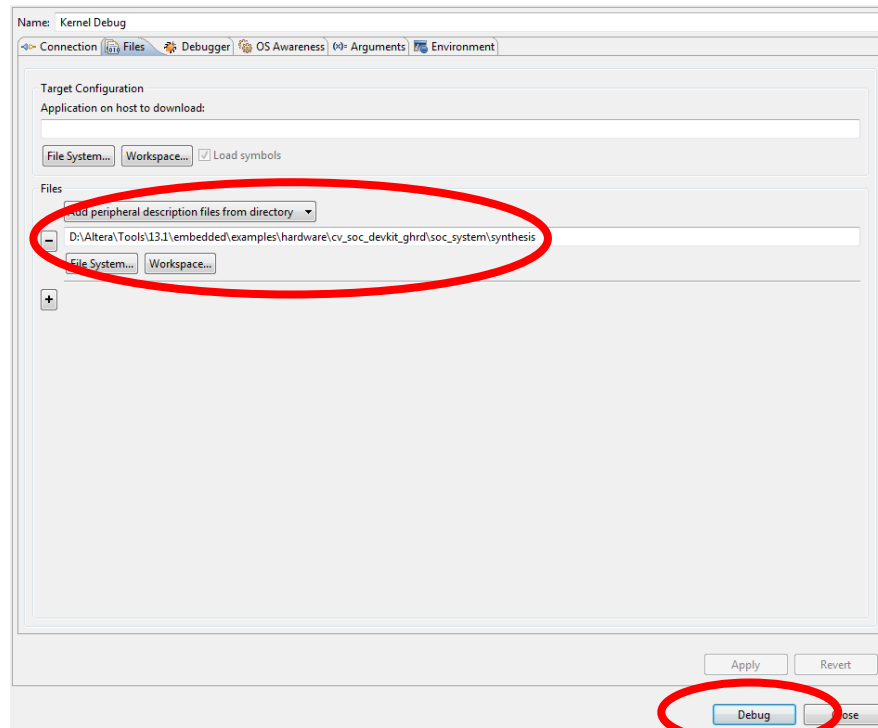 Name: Kernel Debug
Connection Files Debugger OS Awareness (x)= Arguments Environment
Target Configuration
Application on host to download:
File System... Workspace... Load symbols
Files
Add peripheral description files from directory
D:\Altera\Tools\13.1\embedded\examples\hardware\cv_soc_devkit_ghrd\soc_system\synthesis
File System... Workspace...
Apply Revert
Debug Close